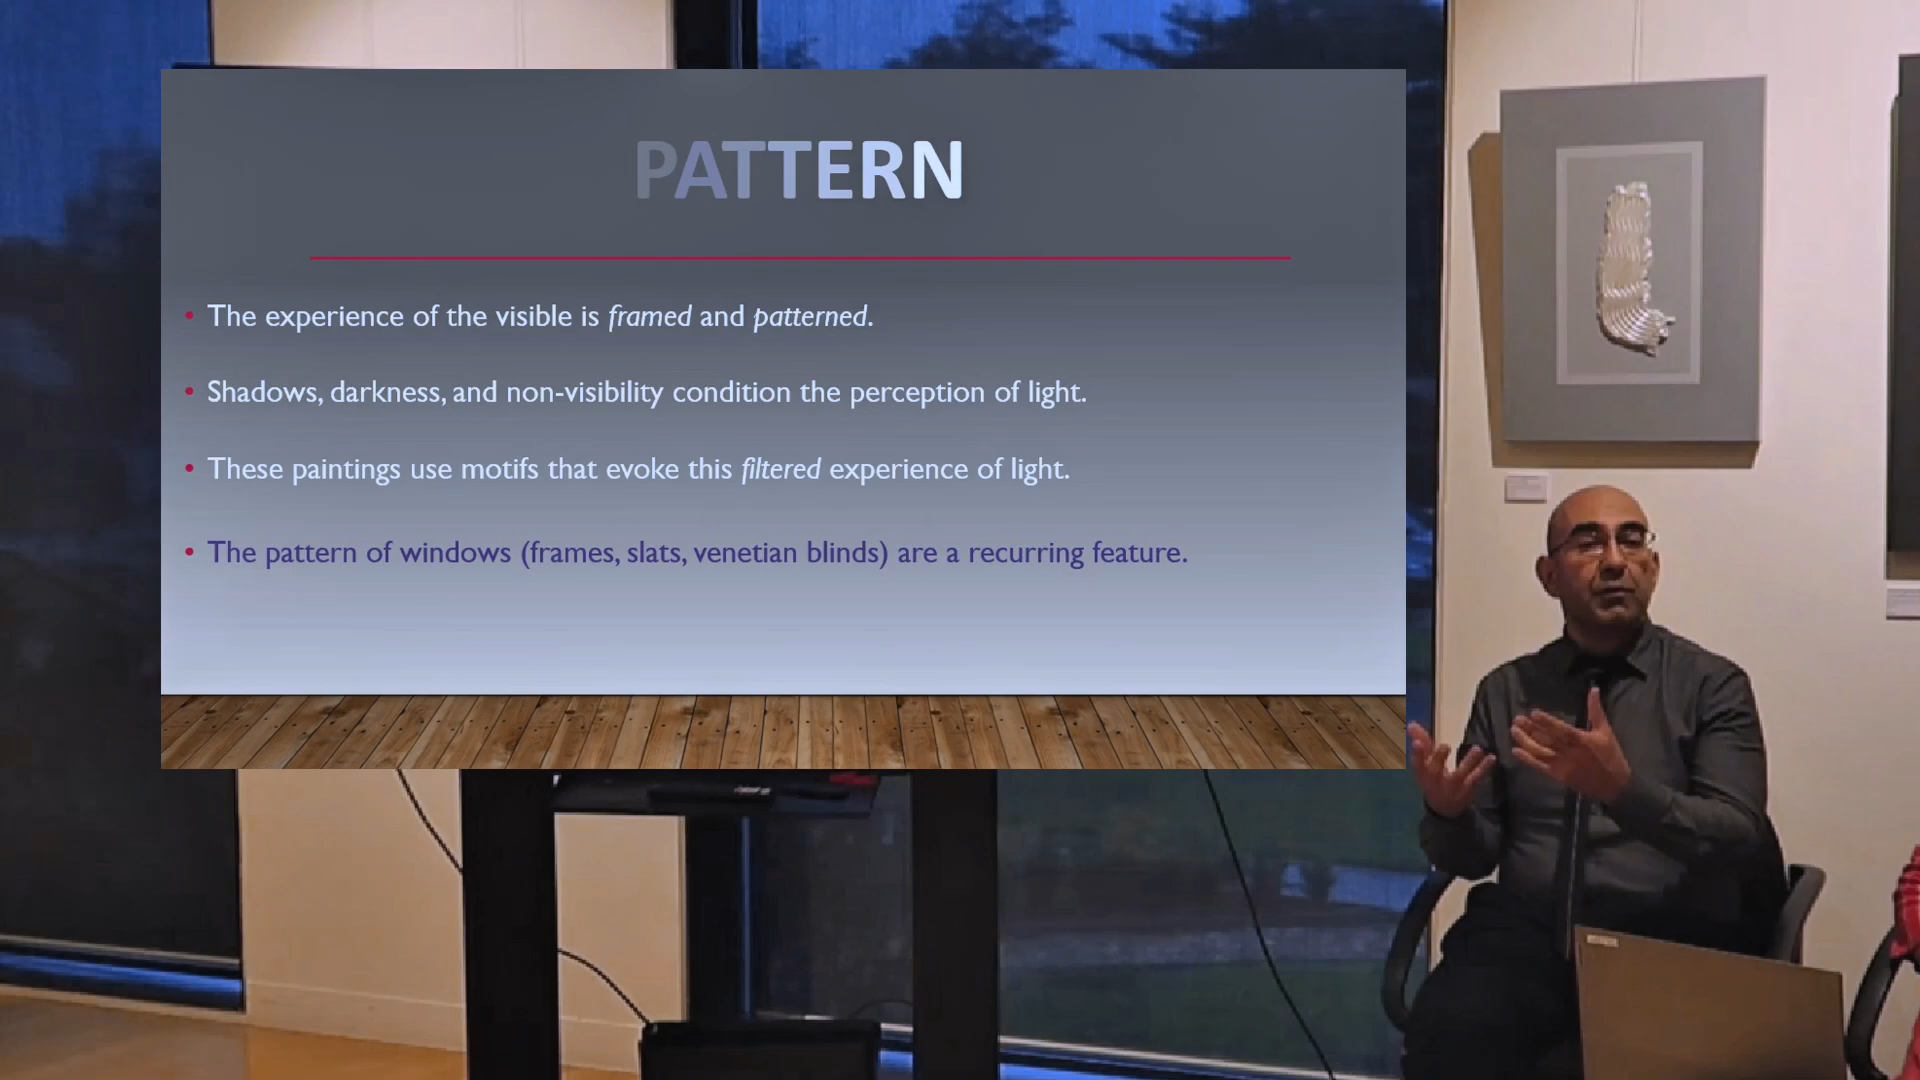 PATTERN
• The experience of the visible is framed and patterned.
• Shadows, darkness, and non-visibility condition the perception of light.
• These paintings use motifs that evoke this filtered experience of light.
• The pattern of windows (frames, slats, venetian blinds) are a recurring feature.